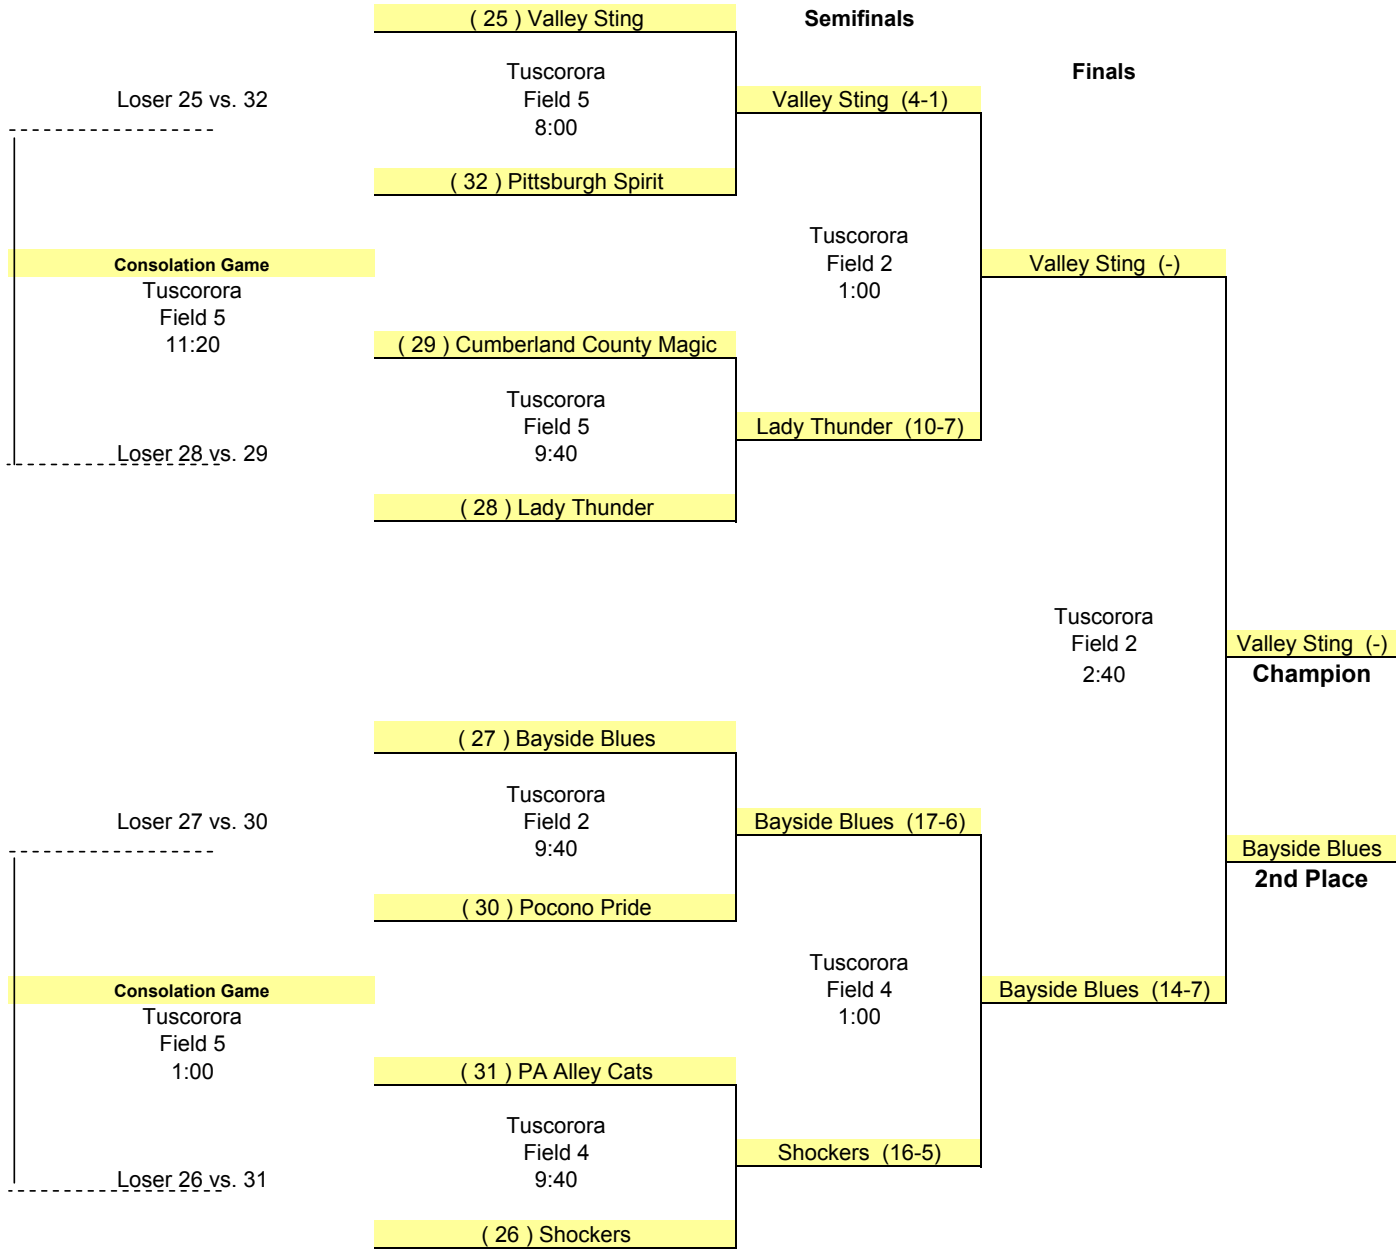 ( 25 ) Valley Sting
Semifinals
Tuscorora
Finals
Loser 25 vs. 32
Field 5
Valley Sting (4-1)
8:00
( 32 ) Pittsburgh Spirit
Tuscorora
Consolation Game
Field 2
Valley Sting (-)
Tuscorora
1:00
Field 5
11:20
( 29 ) Cumberland County Magic
Tuscorora
Field 5
Lady Thunder (10-7)
Loser 28 vs. 29
9:40
( 28 ) Lady Thunder
Tuscorora
Field 2
Valley Sting (-)
2:40
Champion
( 27 ) Bayside Blues
Tuscorora
Loser 27 vs. 30
Field 2
Bayside Blues (17-6)
9:40
Bayside Blues
2nd Place
( 30 ) Pocono Pride
Tuscorora
Consolation Game
Field 4
Bayside Blues (14-7)
Tuscorora
1:00
Field 5
1:00
( 31 ) PA Alley Cats
Tuscorora
Field 4
Shockers (16-5)
Loser 26 vs. 31
9:40
( 26 ) Shockers